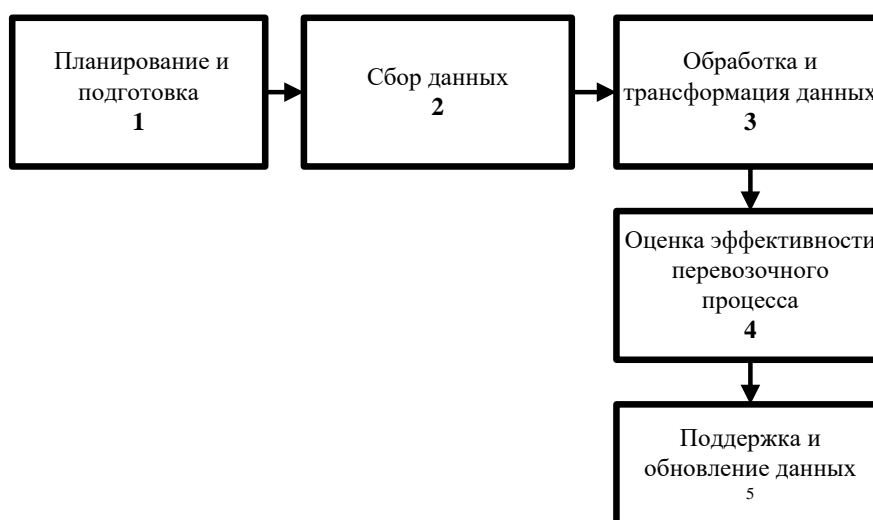 Планирование и
подготовка
1
Сбор данных
2
Обработка и
трансформация данных
3
Оценка эффективности
перевозочного
процесса
4
Поддержка и
обновление данных
5